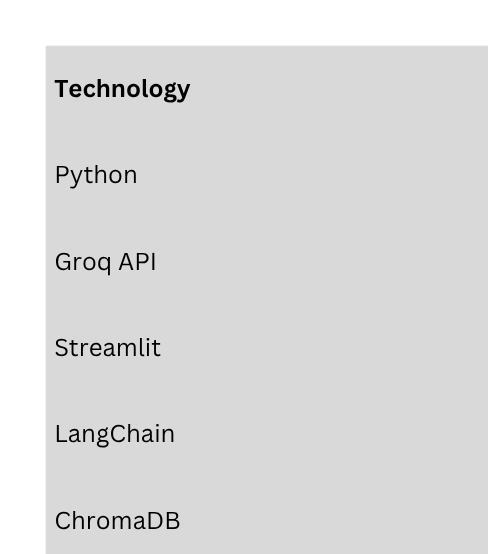 Technology
Python
Groq API
Streamlit
LangChain
ChromaDB